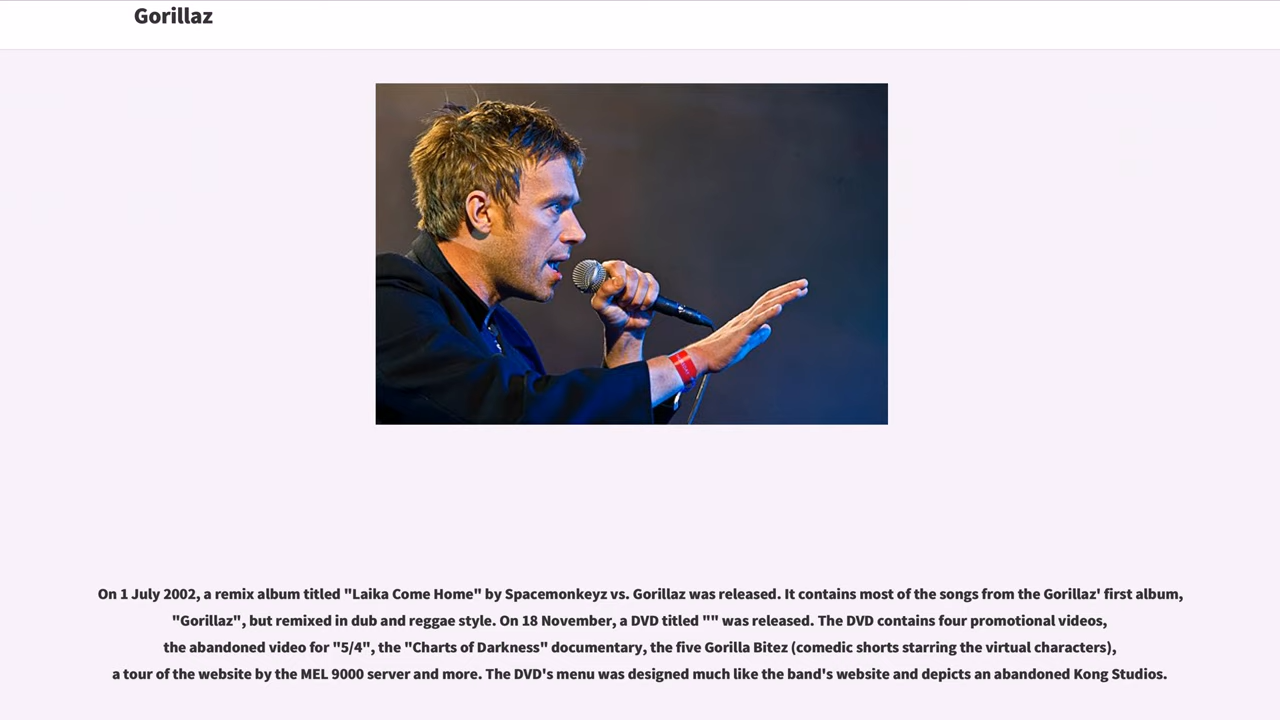 Gorillaz
On 1 July 2002, a remix album titled "Laika Come Home" by Spacemonkeyz vs. Gorillaz was released. It contains most of the songs from the Gorillaz' first album,
"Gorillaz", but remixed in dub and reggae style. On 18 November, a DVD titled "" was released. The DVD contains four promotional videos,
the abandoned video for "5/4", the "Charts of Darkness" documentary, the five Gorilla Bitez (comedic shorts starring the virtual characters),
a tour of the website by the MEL 9000 server and more. The DVD's menu was designed much like the band's website and depicts an abandoned Kong Studios.